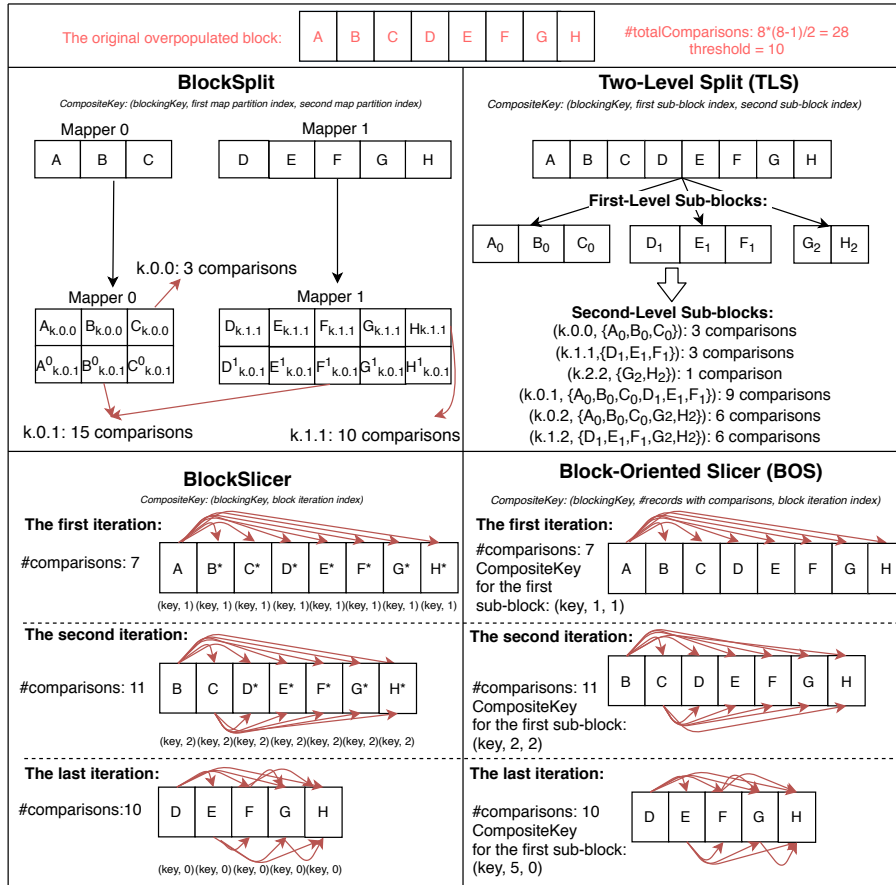 The original overpopulated block:
A B C D E F G H
#totalComparisons: 8*(8-1)/2 = 28
threshold = 10
BlockSplit
CompositeKey: (blockingKey, first map partition index, second map partition index)
Mapper 0
Mapper 1
A B C
D E F G H
k.0.0: 3 comparisons
Mapper 0
Mapper 1
Ak.0.0 Bk.0.0 Ck.0.0
Dk.1.1 Ek.1.1 Fk.1.1 Gk.1.1 Hk.1.1
A0k.0.1 B0k.0.1 C0k.0.1
D1k.0.1 E1k.0.1 F1k.0.1 G1k.0.1 H1k.0.1
k.0.1: 15 comparisons
k.1.1: 10 comparisons
Two-Level Split (TLS)
CompositeKey: (blockingKey, first sub-block index, second sub-block index)
A B C D E F G H
First-Level Sub-blocks:
A0 B0 C0
D1 E1 F1
G2 H2
Second-Level Sub-blocks:
(k.0.0, {A0,B0,C0}): 3 comparisons
(k.1.1,{D1,E1,F1}): 3 comparisons
(k.2.2, {G2,H2}): 1 comparison
(k.0.1, {A0,B0,C0,D1,E1,F1}): 9 comparisons
(k.0.2, {A0,B0,C0,G2,H2}): 6 comparisons
(k.1.2, {D1,E1,F1,G2,H2}): 6 comparisons
BlockSlicer
CompositeKey: (blockingKey, block iteration index)
The first iteration:
#comparisons: 7
A B* C* D* E* F* G* H*
(key, 1) (key, 1) (key, 1) (key, 1) (key, 1) (key, 1) (key, 1) (key, 1)
The second iteration:
#comparisons: 11
B C D* E* F* G* H*
(key, 2) (key, 2) (key, 2) (key, 2) (key, 2) (key, 2) (key, 2)
The last iteration:
#comparisons:10
D E F G H
(key, 0) (key, 0) (key, 0) (key, 0) (key, 0)
Block-Oriented Slicer (BOS)
CompositeKey: (blockingKey, #records with comparisons, block iteration index)
The first iteration:
#comparisons: 7
CompositeKey
for the first
sub-block: (key, 1, 1)
A B C D E F G H
The second iteration:
#comparisons: 11
CompositeKey
for the first sub-block:
(key, 2, 2)
B C D E F G H
The last iteration:
#comparisons: 10
CompositeKey
for the first sub-block:
(key, 5, 0)
D E F G H